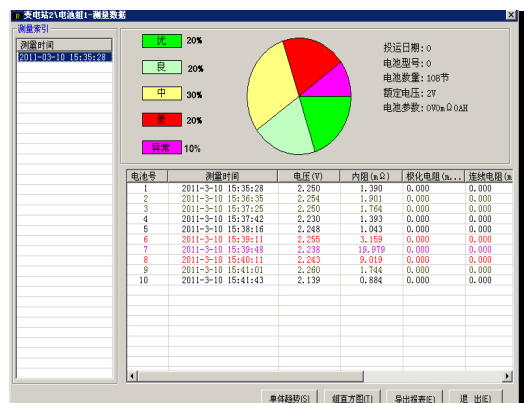 变电站2\电池组1-测量数据
测量索引
测量时间
2011-03-10 15:35:28
优 20%
良 20%
中 30%
差 20%
异常 10%
投运日期:0
电池型号:0
电池数量:108节
额定电压:2V
电池参数:0V0mΩ0AH
电池号 测量时间 电压(V) 内阻(mΩ) 极化电阻(m... 连续电阻(m
1 2011-3-10 15:35:28 2.250 1.390 0.000 0.000
2 2011-3-10 15:36:35 2.254 1.901 0.000 0.000
3 2011-3-10 15:37:25 2.250 1.764 0.000 0.000
4 2011-3-10 15:37:42 2.230 1.393 0.000 0.000
5 2011-3-10 15:38:16 2.248 1.043 0.000 0.000
6 2011-3-10 15:39:11 2.255 3.159 0.000 0.000
7 2011-3-10 15:39:48 2.238 19.979 0.000 0.000
8 2011-3-10 15:40:11 2.243 9.019 0.000 0.000
9 2011-3-10 15:41:01 2.260 1.744 0.000 0.000
10 2011-3-10 15:41:43 2.139 0.884 0.000 0.000
单体趋势(S) 组直方图(T) 导出报表(E) 退 出(E)